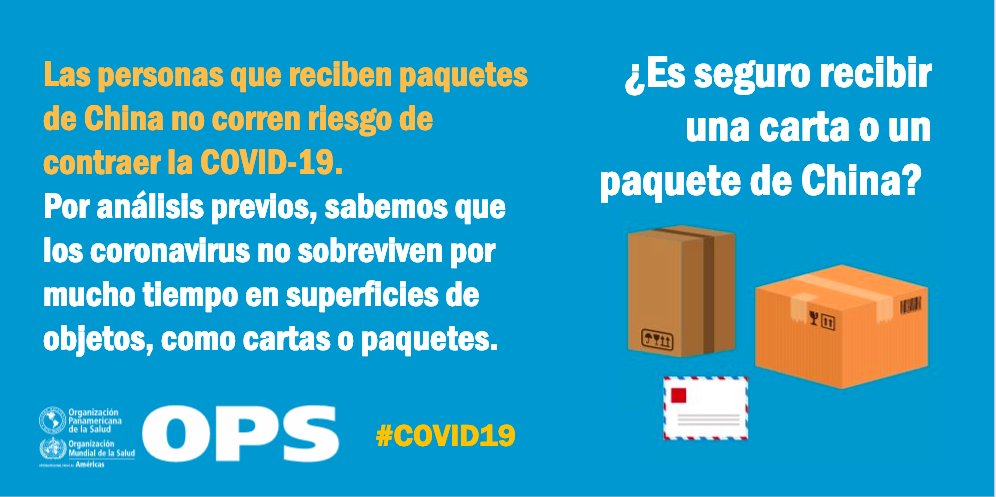 Las personas que reciben paquetes
de China no corren riesgo de
contraer la COVID-19.
Por análisis previos, sabemos que
los coronavirus no sobreviven por
mucho tiempo en superficies de
objetos, como cartas o paquetes.
¿Es seguro recibir
una carta o un
paquete de China?
Organización
Panamericana
de la Salud
Organización
Mundial de la Salud
Américas
OPS
#COVID19